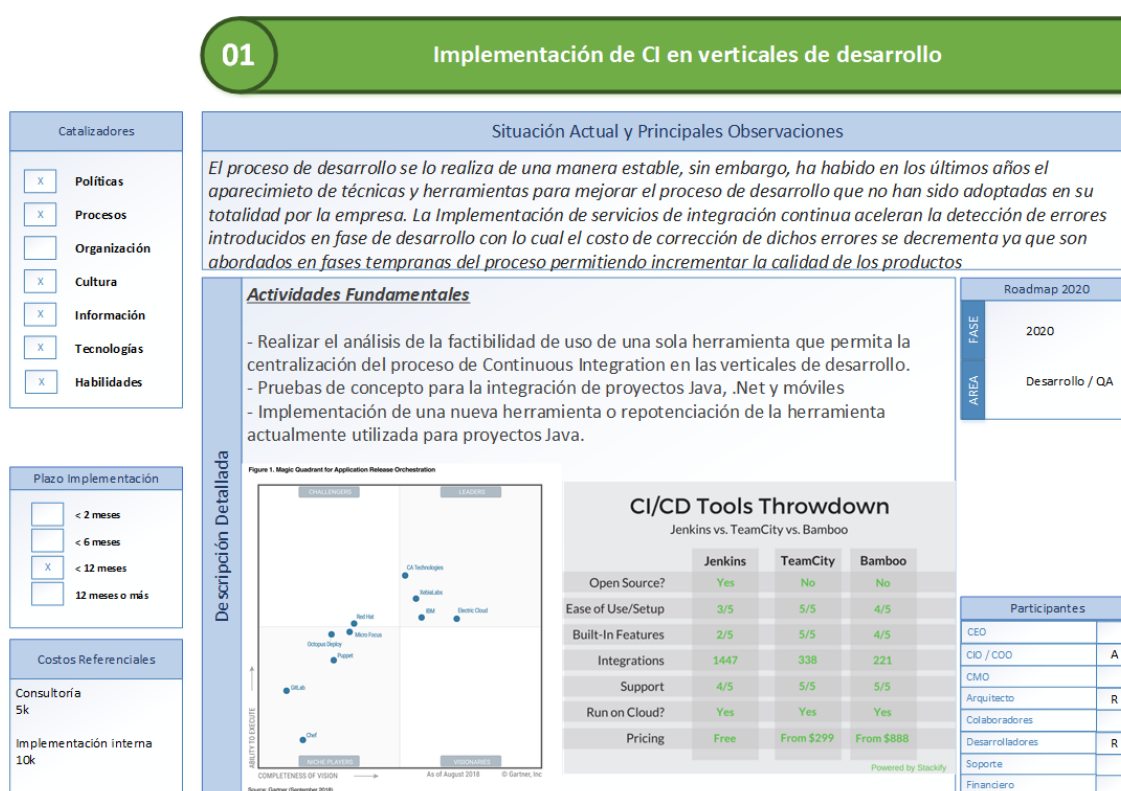 01
Implementación de CI en verticales de desarrollo
Catalizadores
X Políticas
X Procesos
Organización
X Cultura
X Información
X Tecnologías
X Habilidades
Plazo Implementación
< 2 meses
< 6 meses
X < 12 meses
12 meses o más
Costos Referenciales
Consultoría
5k
Implementación interna
10k
Situación Actual y Principales Observaciones
El proceso de desarrollo se lo realiza de una manera estable, sin embargo, ha habido en los últimos años el
aparecimieto de técnicas y herramientas para mejorar el proceso de desarrollo que no han sido adoptadas en su
totalidad por la empresa. La Implementación de servicios de integración continua aceleran la detección de errores
introducidos en fase de desarrollo con lo cual el costo de corrección de dichos errores se decrementa ya que son
abordados en fases tempranas del proceso permitiendo incrementar la calidad de los productos
Descripción Detallada
Actividades Fundamentales
- Realizar el análisis de la factibilidad de uso de una sola herramienta que permita la
centralización del proceso de Continuous Integration en las verticales de desarrollo.
- Pruebas de concepto para la integración de proyectos Java, .Net y móviles
- Implementación de una nueva herramienta o repotenciación de la herramienta
actualmente utilizada para proyectos Java.
Figure 1. Magic Quadrant for Application Release Orchestration
CHALLENGERS LEADERS
CA Technologies
XebiaLabs
IBM Electric Cloud
Red Hat
Micro Focus
Octopus Deploy
Puppet
GitLab
Chef
NICHE PLAYERS VISIONARIES
ABILITY TO EXECUTE
COMPLETENESS OF VISION As of August 2018 © Gartner, Inc
Source: Gartner (September 2018)
CI/CD Tools Throwdown
Jenkins vs. TeamCity vs. Bamboo
Jenkins TeamCity Bamboo
Open Source? Yes No No
Ease of Use/Setup 3/5 5/5 4/5
Built-In Features 2/5 5/5 4/5
Integrations 1447 338 221
Support 4/5 5/5 5/5
Run on Cloud? Yes Yes Yes
Pricing Free From $299 From $888
Powered by Stackify
Roadmap 2020
FASE 2020
AREA Desarrollo / QA
Participantes
CEO
CIO / COO A
CMO
Arquitecto R
Colaboradores
Desarrolladores R
Soporte
Financiero